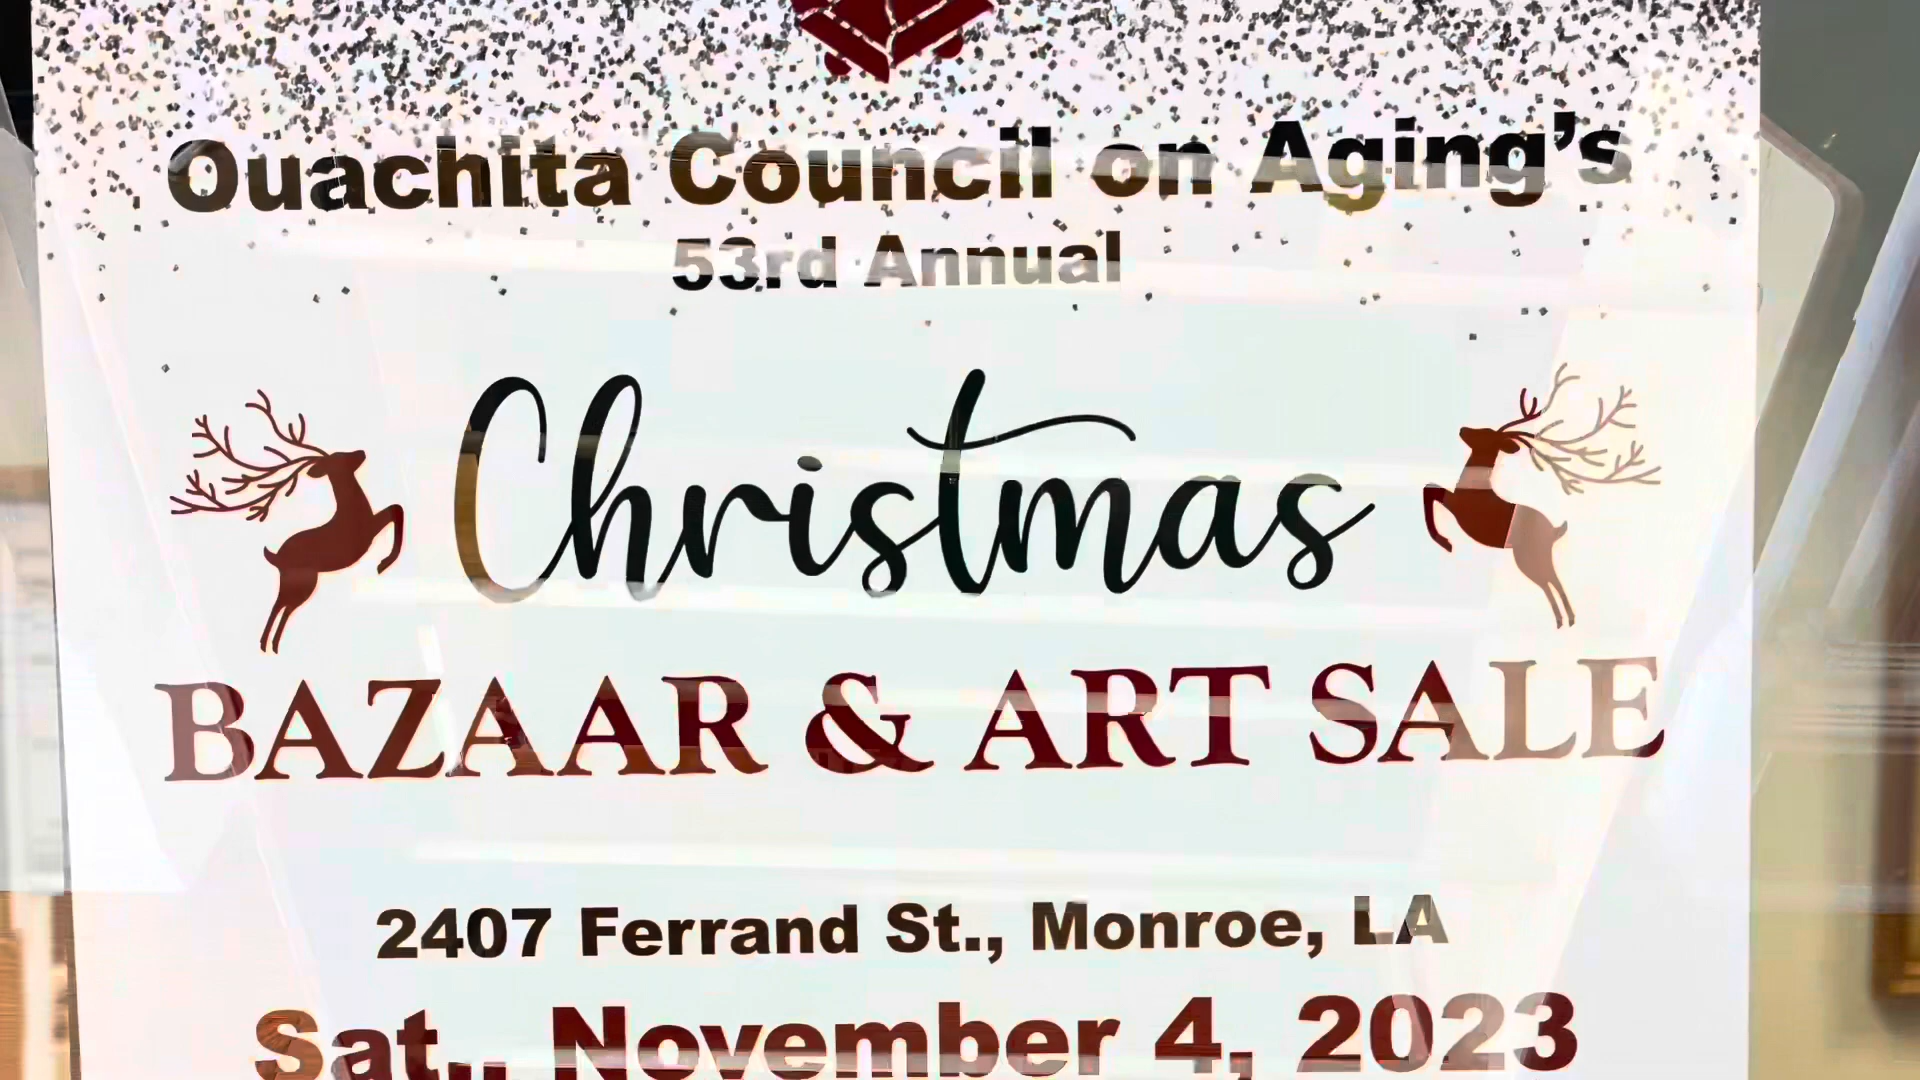 Ouachita Council on Aging's
53rd Annual
Christmas
BAZAAR & ART SALE
2407 Ferrand St., Monroe, LA
Sat., November 4, 2023